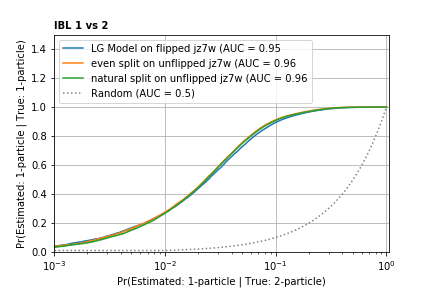 IBL 1 vs 2
Pr(Estimated: 1-particle | True: 1-particle)
1.4
1.2
1.0
0.8
0.6
0.4
0.2
0.0
LG Model on flipped jz7w (AUC = 0.95
even split on unflipped jz7w (AUC = 0.96
natural split on unflipped jz7w (AUC = 0.96
Random (AUC = 0.5)
10⁻³
10⁻²
10⁻¹
10⁰
Pr(Estimated: 1-particle | True: 2-particle)